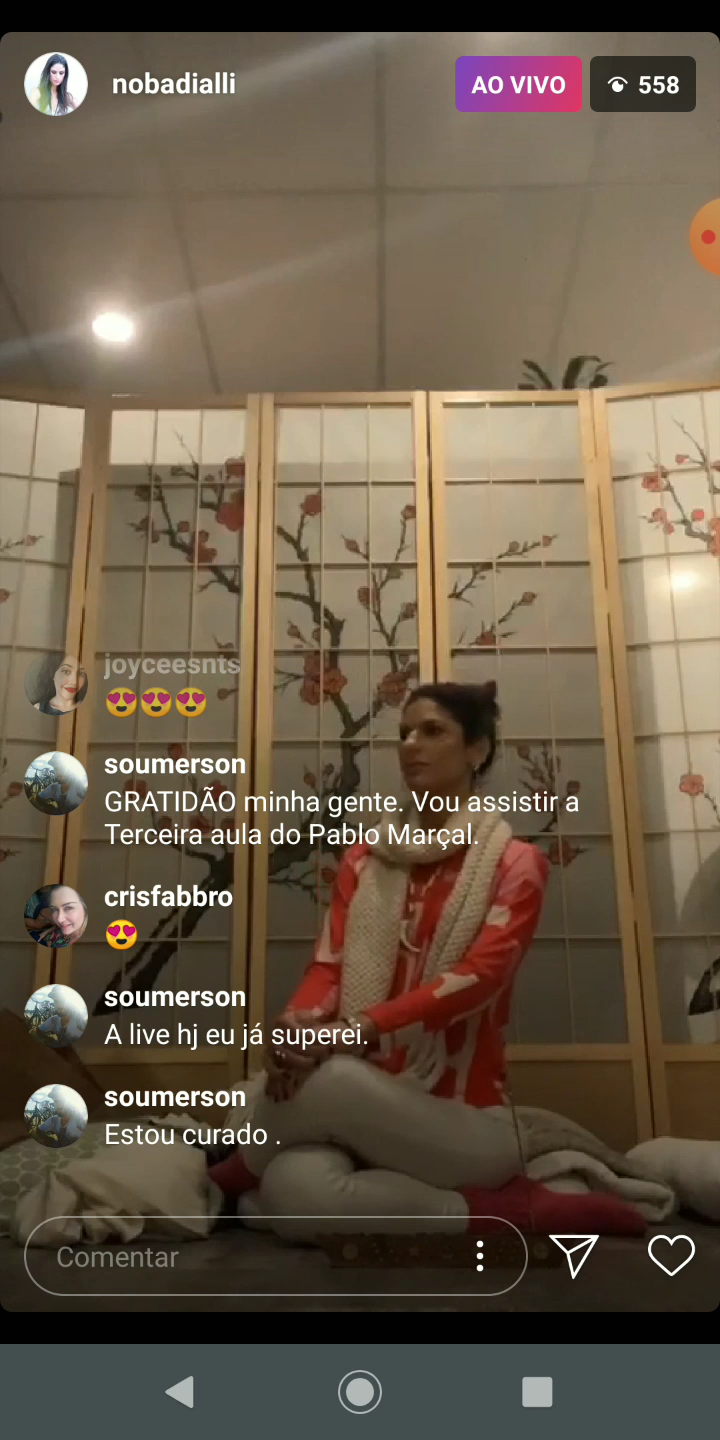 nobadialli
AO VIVO
558
joyceesnts
😍😍😍
soumerson
GRATIDÃO minha gente. Vou assistir a
Terceira aula do Pablo Marçal.
crisfabbro
😍
soumerson
A live hj eu já superei.
soumerson
Estou curado .
Comentar